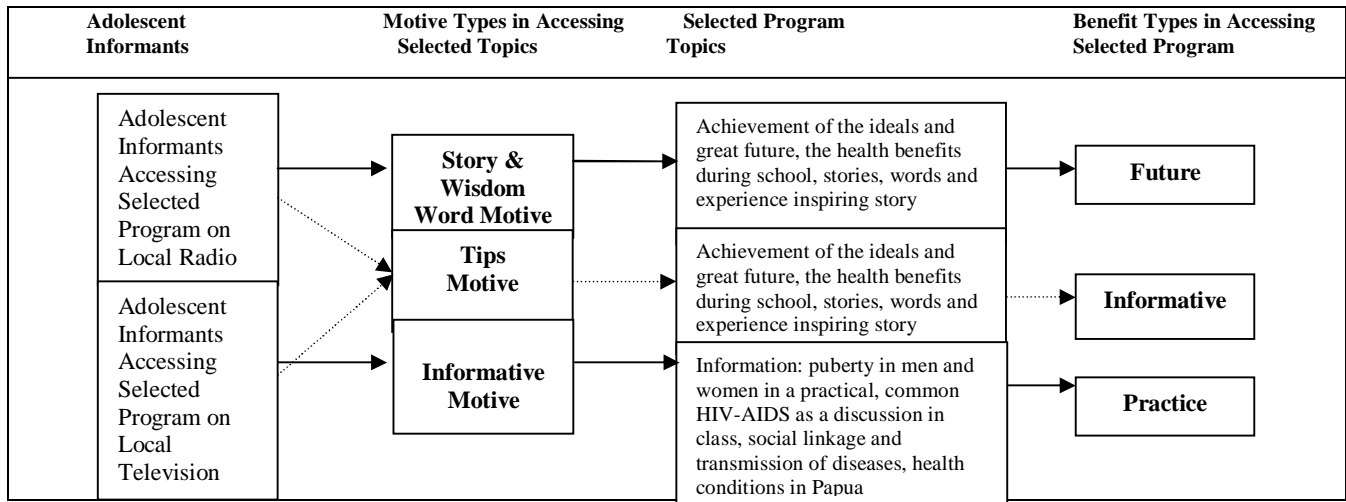 Adolescent Informants
Motive Types in Accessing Selected Topics
Selected Program Topics
Benefit Types in Accessing Selected Program
Adolescent
Informants
Accessing
Selected
Program on
Local Radio
Story &
Wisdom
Word Motive
Achievement of the ideals and
great future, the health benefits
during school, stories, words and
experience inspiring story
Future
Tips
Motive
Achievement of the ideals and
great future, the health benefits
during school, stories, words and
experience inspiring story
Informative
Adolescent
Informants
Accessing
Selected
Program on
Local
Television
Informative
Motive
Information: puberty in men and
women in a practical, common
HIV-AIDS as a discussion in
class, social linkage and
transmission of diseases, health
conditions in Papua
Practice